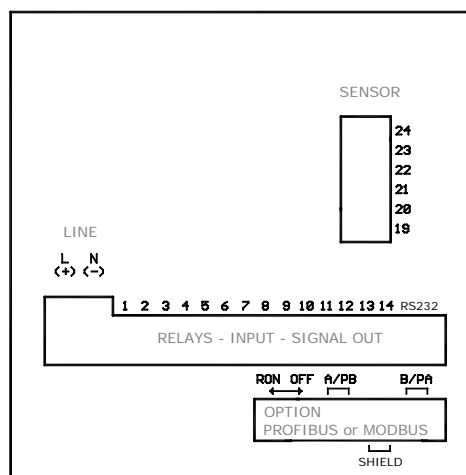 SENSOR
24
23
22
21
20
19
LINE
L N
(+) (-)
1 2 3 4 5 6 7 8 9 10 11 12 13 14 RS232
RELAYS - INPUT - SIGNAL OUT
RON OFF A/PB B/PA
OPTION
PROFIBUS or MODBUS
SHIELD